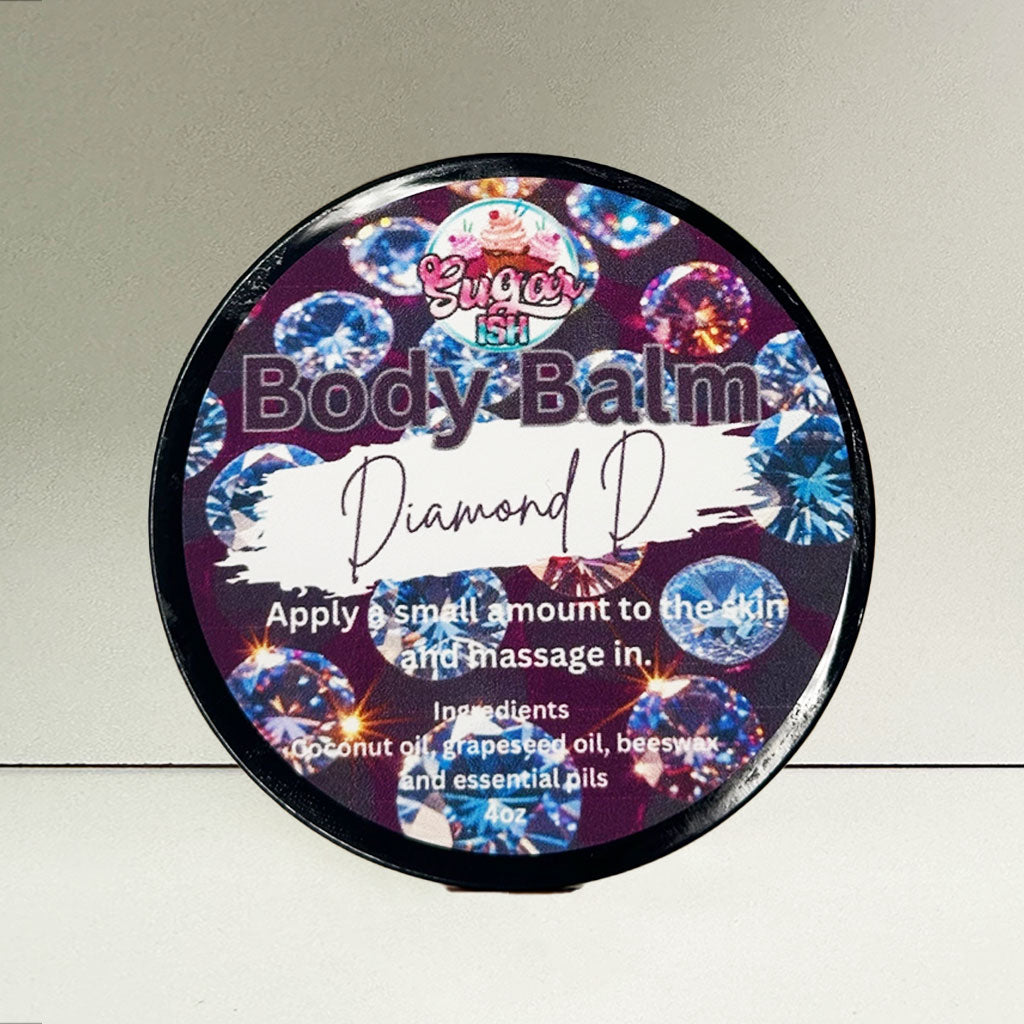 Sugar
ISH
Body Balm
Diamond D
Apply a small amount to the skin
and massage in.
Ingredients
Coconut oil, grapeseed oil, beeswax
and essential pils
4oz